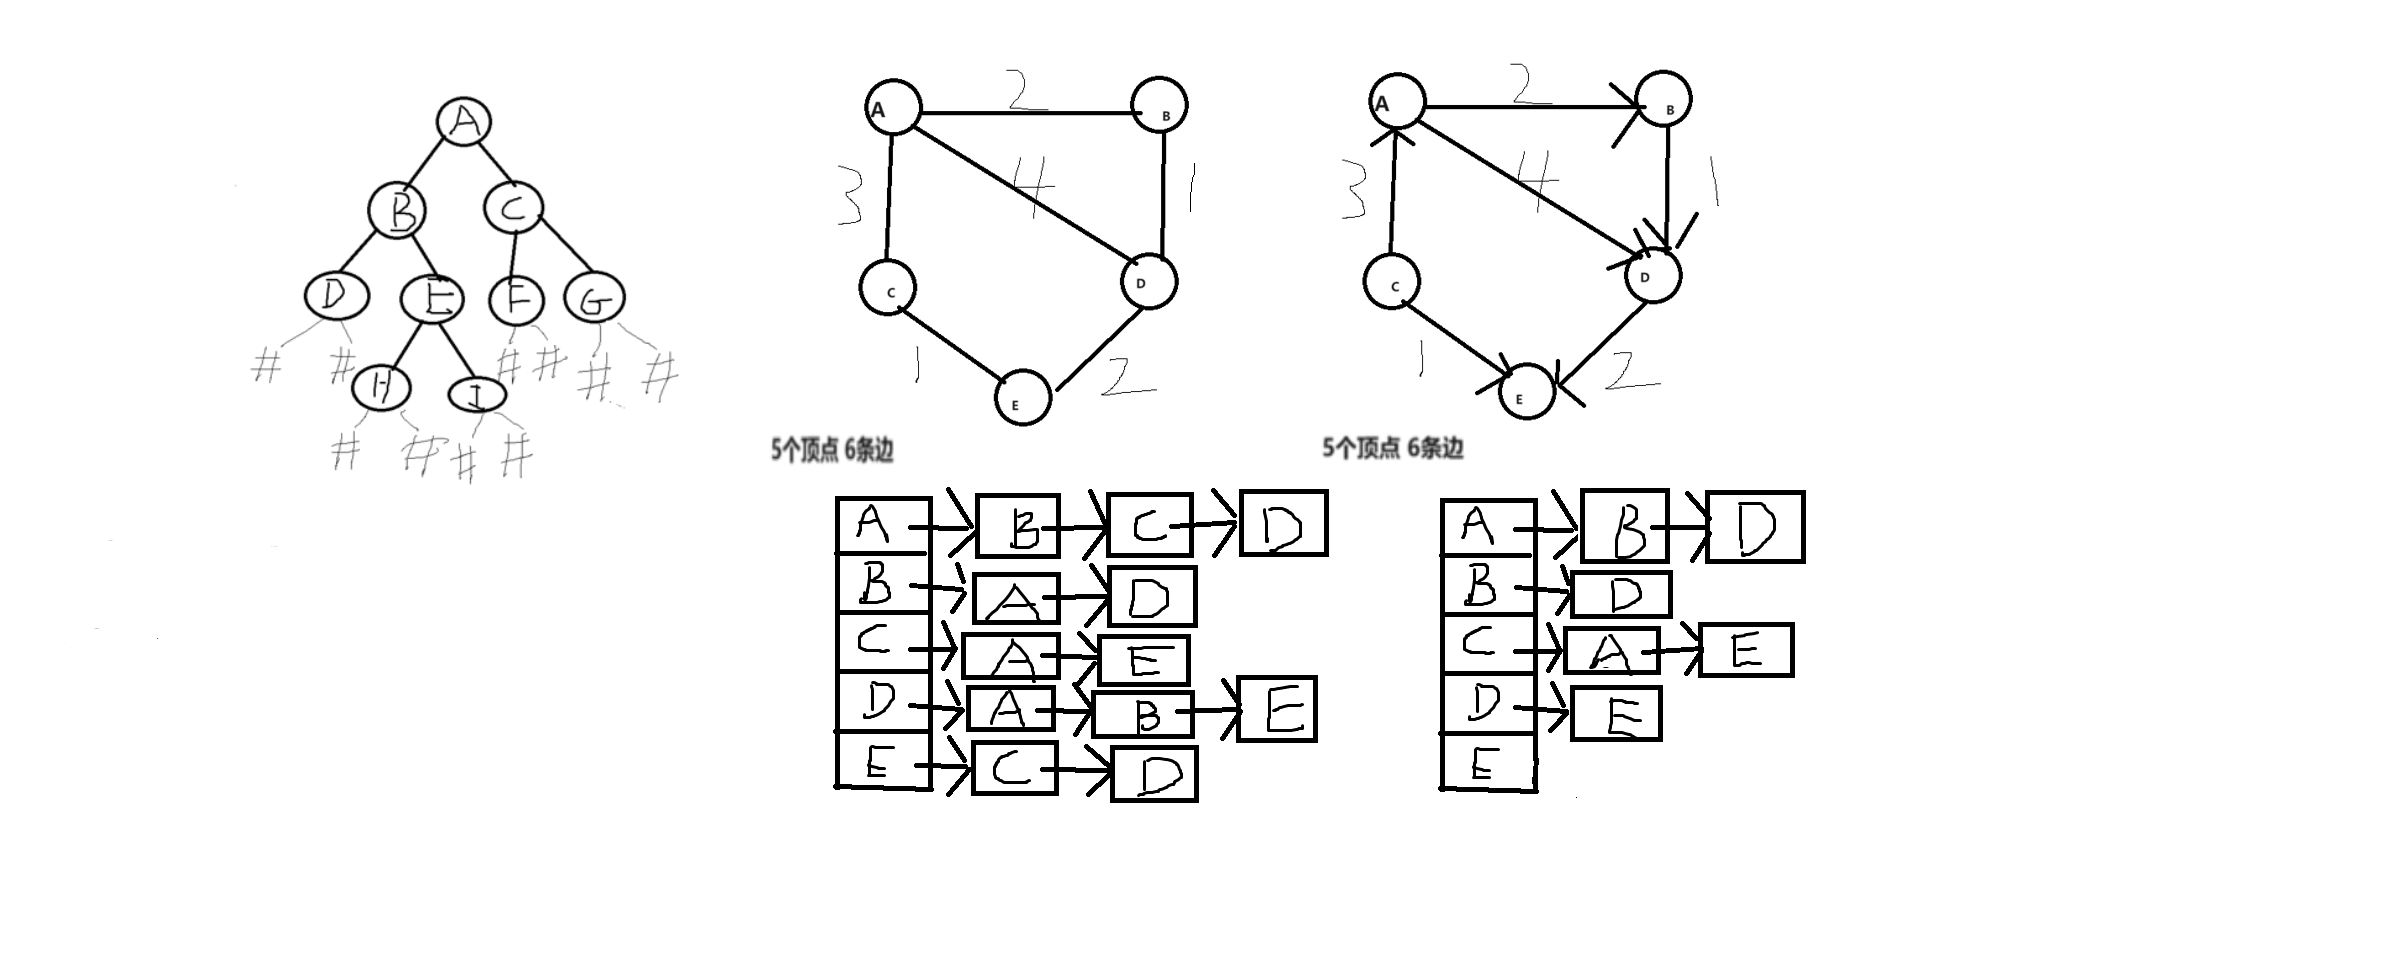 A
B C
D E F G
# # # # # #
H I
# # # #
A 2 B
3 4 1
C D
1 2
E
5个顶点 6条边
A B C D
B A D
C A E
D A B E
E C D
A 2 B
3 4 1
C D
1 2
E
5个顶点 6条边
A B D
B D
C A E
D E
E